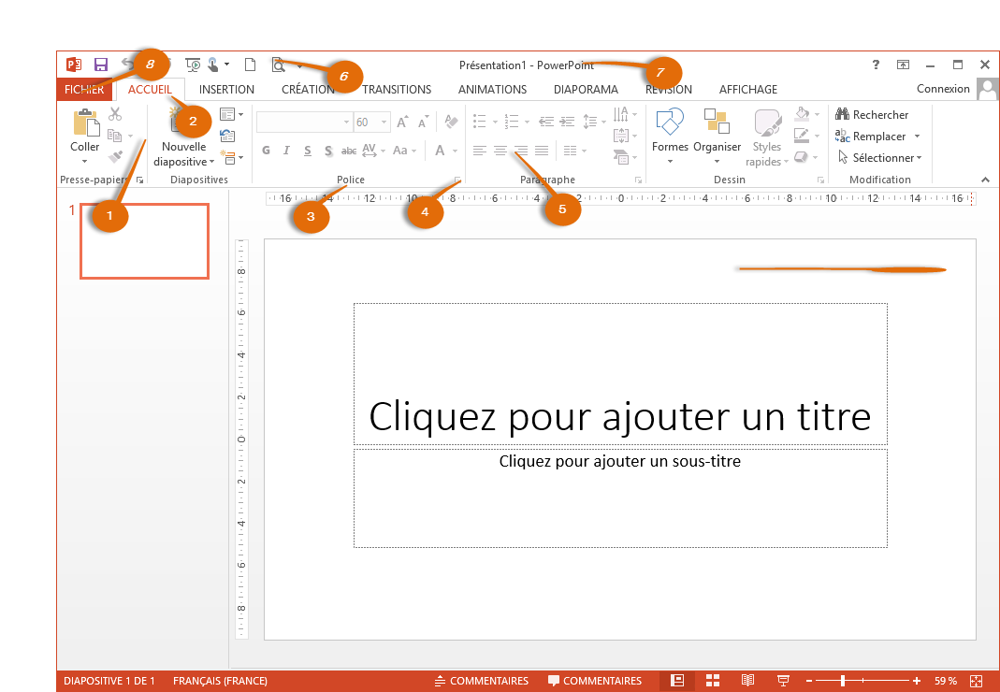 8
6
Présentation1 - PowerPoint
7
?
FICHIER ACCUEIL INSERTION CRÉATION TRANSITIONS ANIMATIONS DIAPORAMA RÉVISION AFFICHAGE Connexion
2
60
Coller
Nouvelle diapositive
G I S S abc AV Aa A
Formes Organiser Styles rapides
Rechercher
Remplacer
Sélectionner
Presse-papiers Diapositives Police Paragraphe Dessin Modification
1
3
4
5
1
16 14 12 10 8 6 4 2 0 2 4 6 8 10 12 14 16
8
6
4
2
0
2
4
6
8
Cliquez pour ajouter un titre
Cliquez pour ajouter un sous-titre
DIAPOSITIVE 1 DE 1 FRANÇAIS (FRANCE) COMMENTAIRES COMMENTAIRES 59 %